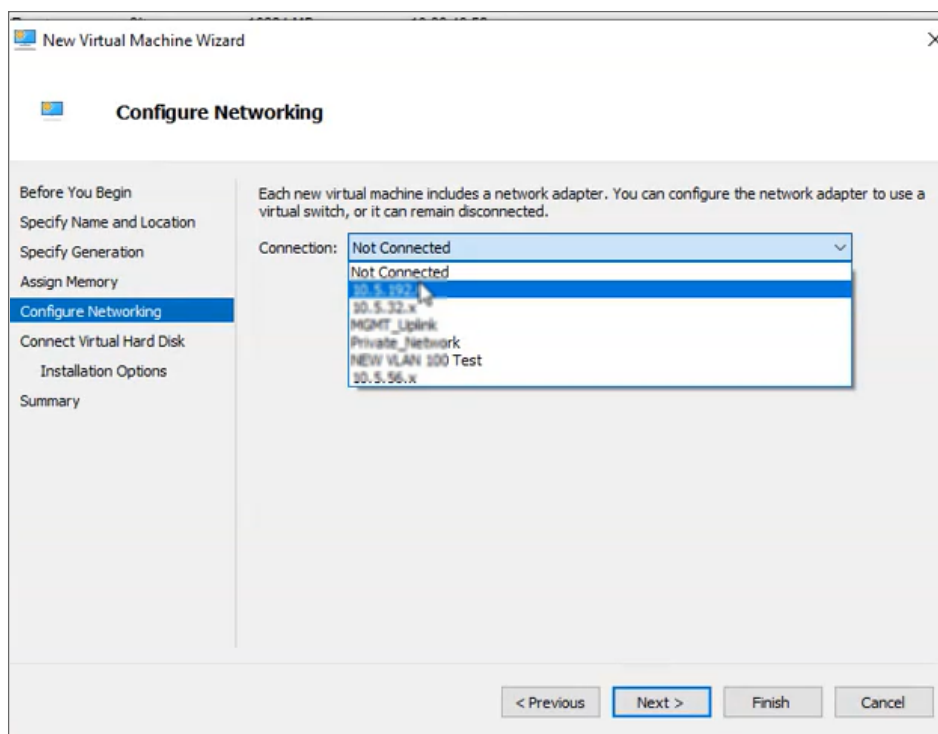 New Virtual Machine Wizard
Configure Networking
Before You Begin
Specify Name and Location
Specify Generation
Assign Memory
Configure Networking
Connect Virtual Hard Disk
Installation Options
Summary
Each new virtual machine includes a network adapter. You can configure the network adapter to use a
virtual switch, or it can remain disconnected.
Connection: Not Connected
Not Connected
10.5.192.
10.5.32.x
MGMT_Uplink
Private_Network
NEW VLAN 100 Test
10.5.56.x
< Previous
Next >
Finish
Cancel